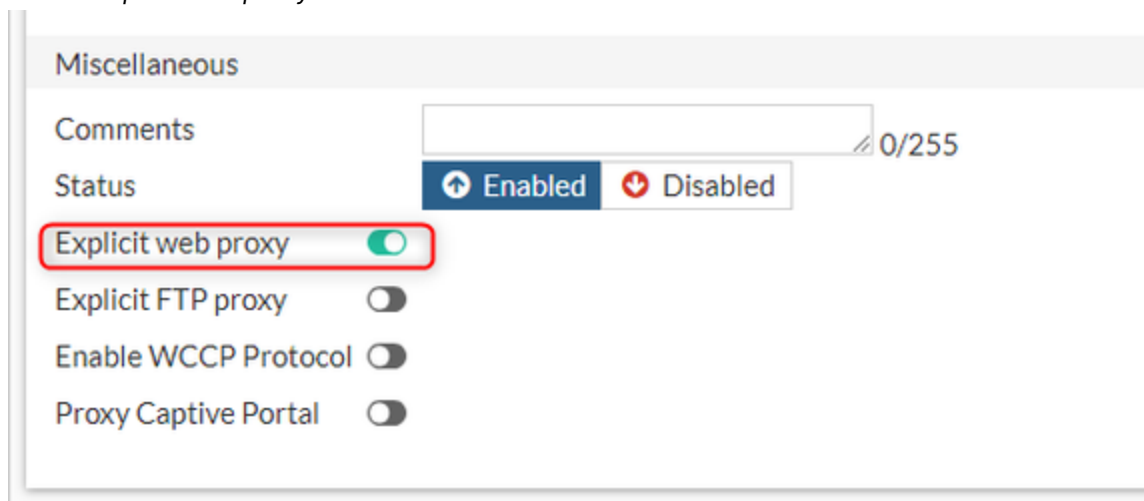 Miscellaneous
Comments 0/255
Status Enabled Disabled
Explicit web proxy
Explicit FTP proxy
Enable WCCP Protocol
Proxy Captive Portal